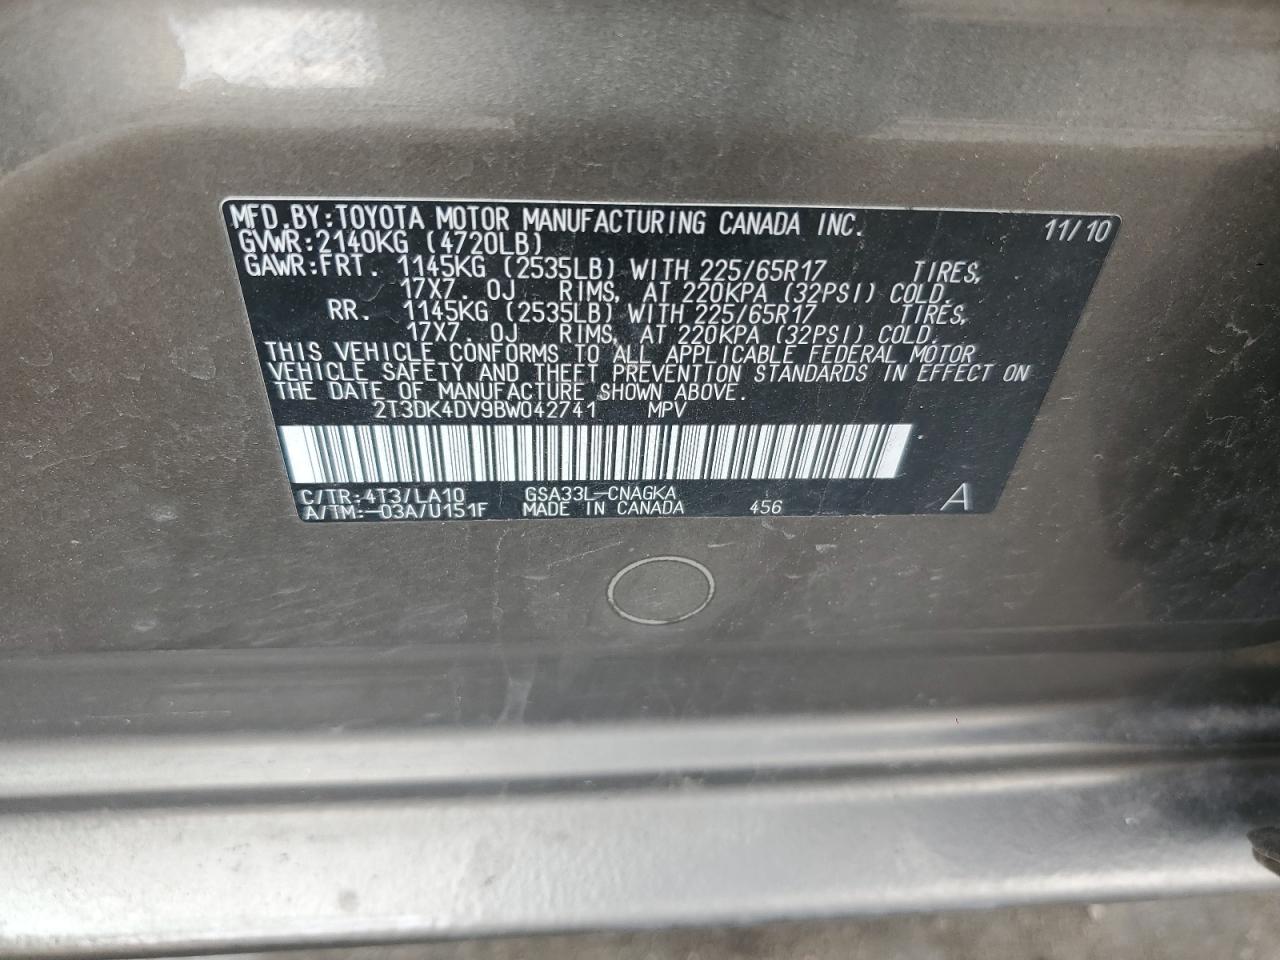 MFD.BY:TOYOTA MOTOR MANUFACTURING CANADA INC. 11/10
GVWR:2140KG (4720LB)
GAWR:FRT. 1145KG (2535LB) WITH 225/65R17 TIRES,
17X7. 0J RIMS, AT 220KPA (32PSI) COLD.
RR. 1145KG (2535LB) WITH 225/65R17 TIRES,
17X7. 0J RIMS, AT 220KPA (32PSI) COLD.
THIS VEHICLE CONFORMS TO ALL APPLICABLE FEDERAL MOTOR
VEHICLE SAFETY AND THEFT PREVENTION STANDARDS IN EFFECT ON
THE DATE OF MANUFACTURE SHOWN ABOVE.
2T3DK4DV9BW042741 MPV
C/TR:4T3/LA10 GSA33L-CNAGKA
A/TM:-03A/U151F MADE IN CANADA 456 A